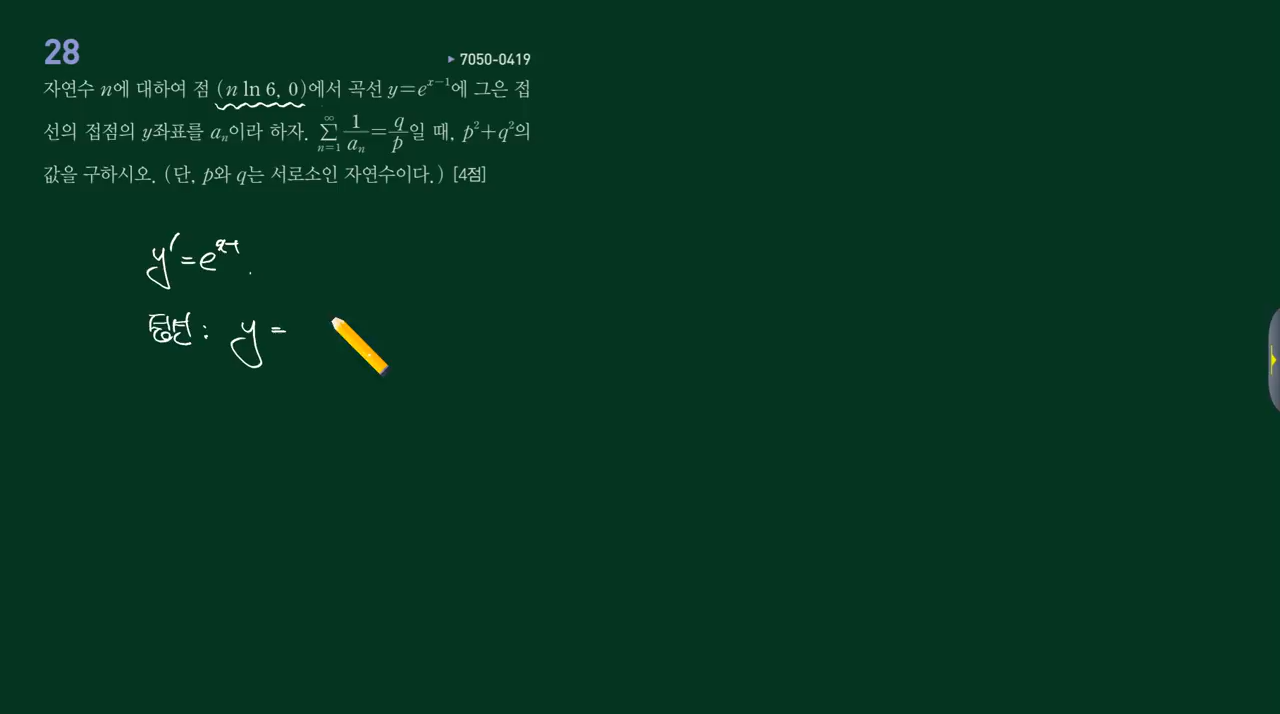 28
▶ 7050-0419
자연수 n에 대하여 점 (n ln 6, 0)에서 곡선 y=e^{x-1}에 그은 접
선의 접점의 y좌표를 a_n이라 하자. \sum_{n=1}^{∞} \frac{1}{a_n} = \frac{q}{p}일 때, p²+q²의
값을 구하시오. (단, p와 q는 서로소인 자연수이다.) [4점]
y' = e^{x-1}
접선 : y =